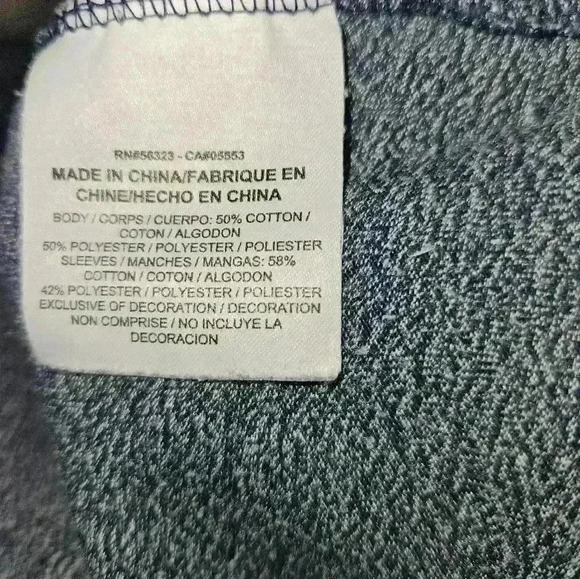 RN#56323 - CA#05553
MADE IN CHINA/FABRIQUE EN
CHINE/HECHO EN CHINA
BODY / CORPS / CUERPO: 50% COTTON /
COTON / ALGODON
50% POLYESTER / POLYESTER / POLIESTER
SLEEVES / MANCHES / MANGAS: 58%
COTTON / COTON / ALGODON
42% POLYESTER / POLYESTER / POLIESTER
EXCLUSIVE OF DECORATION / DECORATION
NON COMPRISE / NO INCLUYE LA
DECORACION